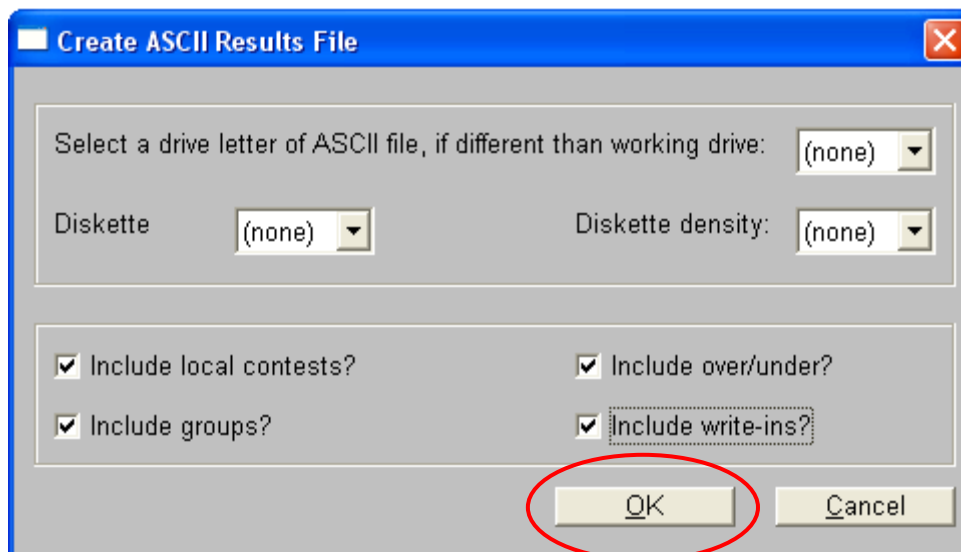 Create ASCII Results File
Select a drive letter of ASCII file, if different than working drive: (none)
Diskette (none) Diskette density: (none)
Include local contests? Include over/under?
Include groups? Include write-ins?
OK Cancel